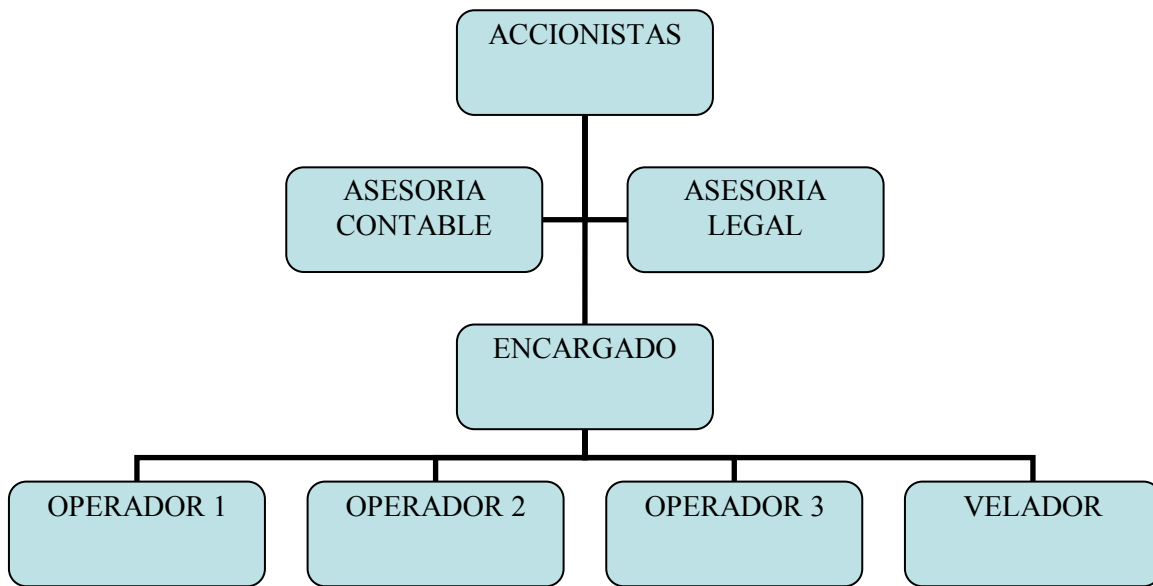 ACCIONISTAS
ASESORIA
CONTABLE
ASESORIA
LEGAL
ENCARGADO
OPERADOR 1
OPERADOR 2
OPERADOR 3
VELADOR